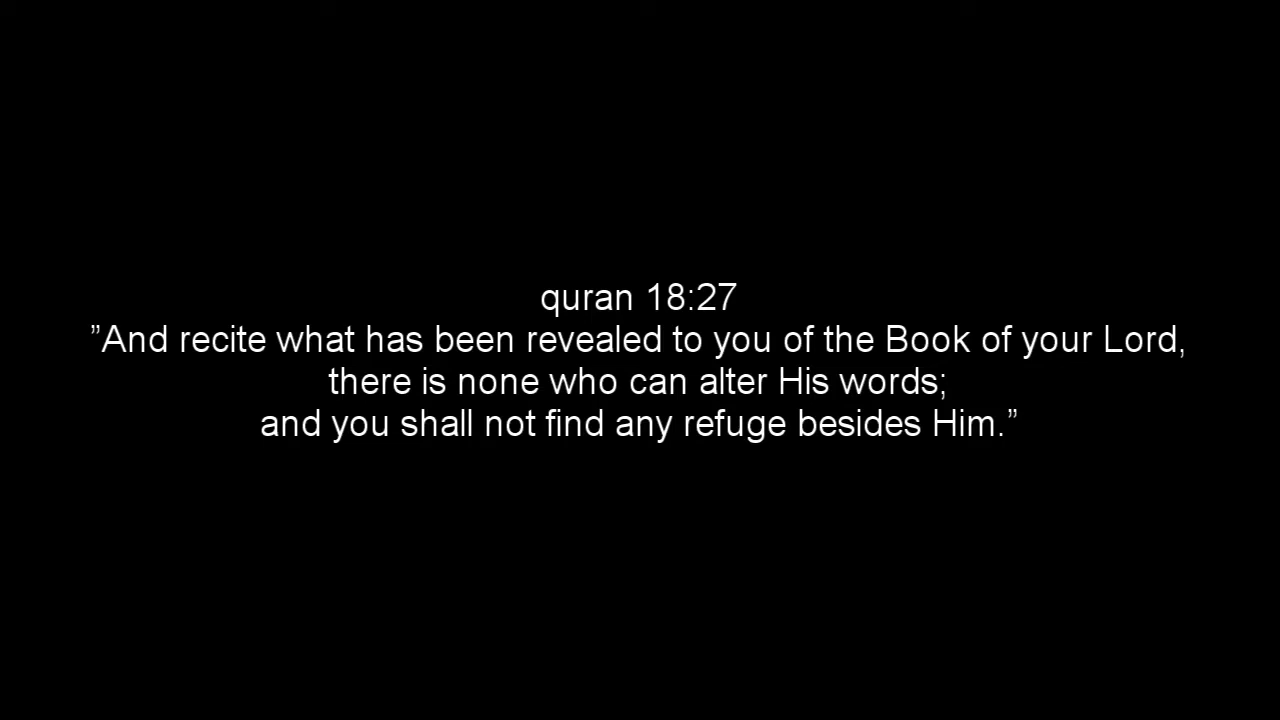 quran 18:27
”And recite what has been revealed to you of the Book of your Lord,
there is none who can alter His words;
and you shall not find any refuge besides Him.”